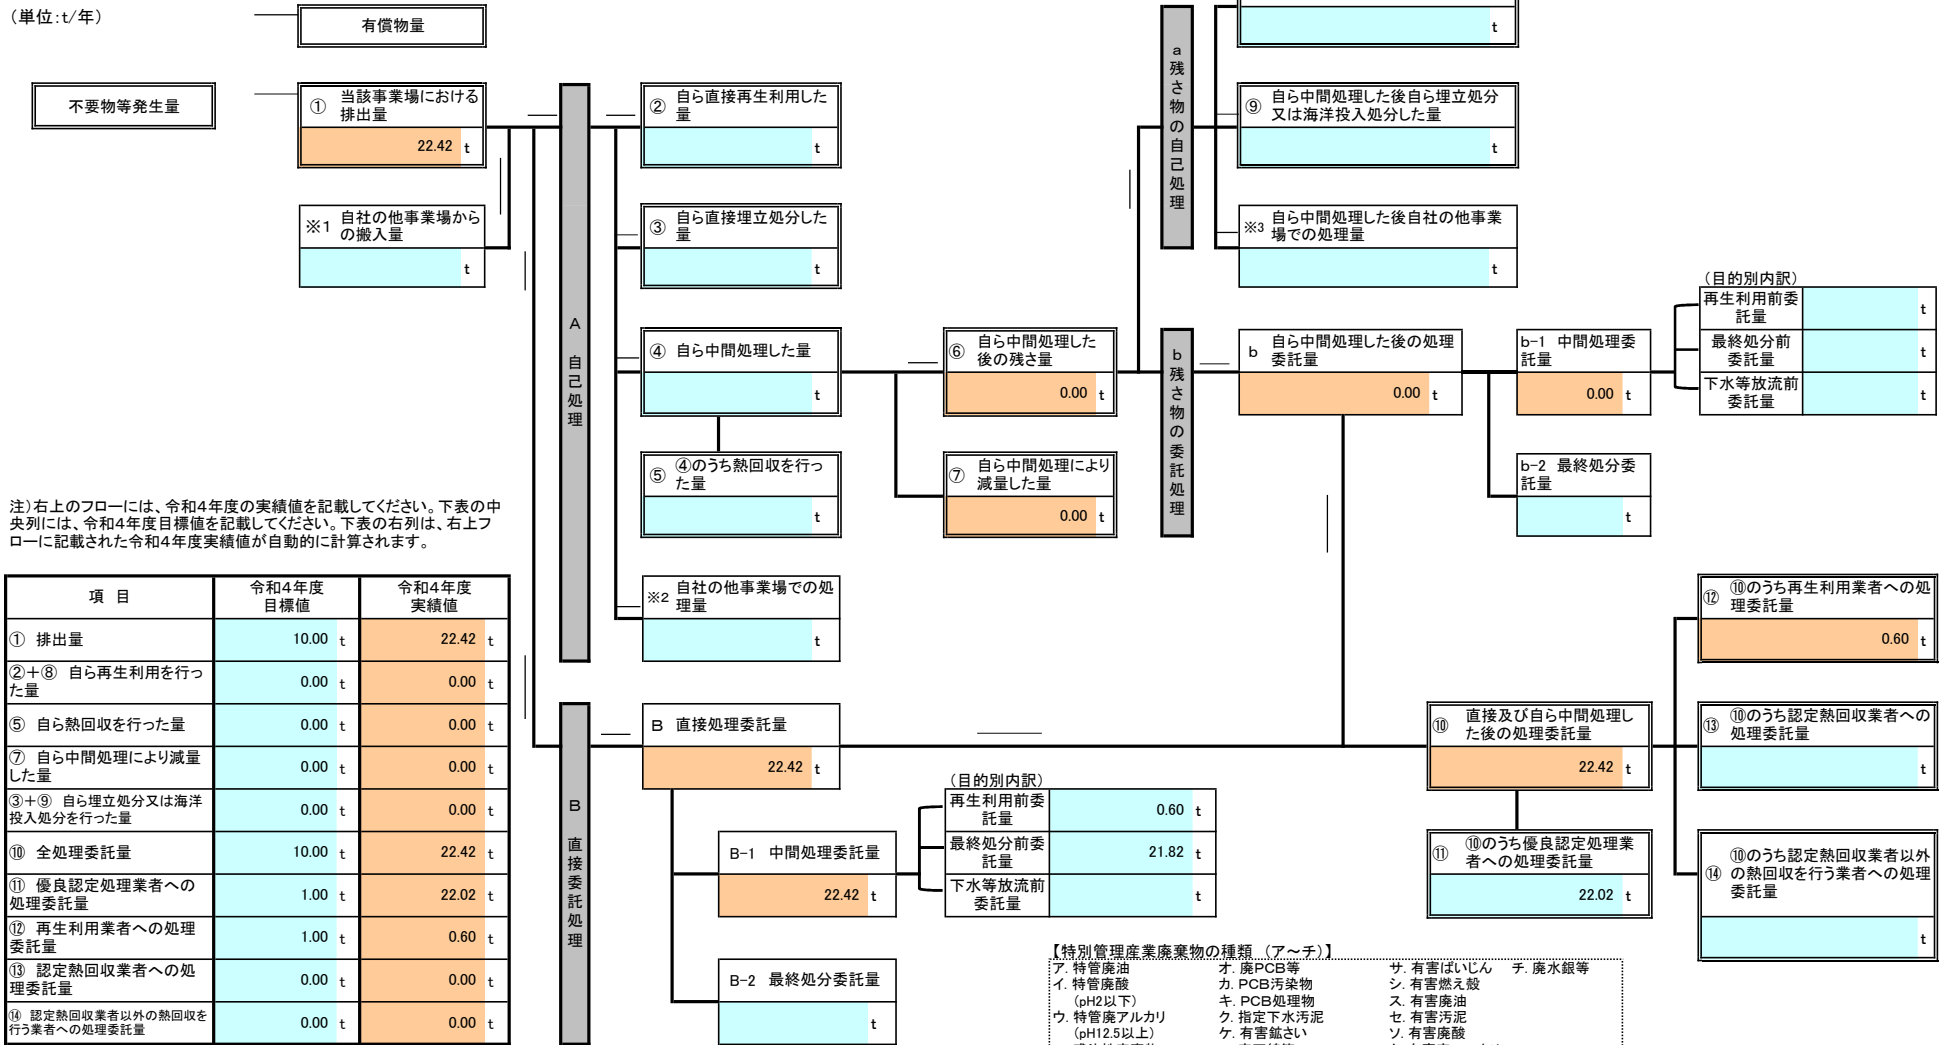 (単位:t/年)
有償物量
t
不要物等発生量
① 当該事業場における
排出量
22.42 t
※1 自社の他事業場から
の搬入量
t
A 自己処理
② 自ら直接再生利用した
量
t
③ 自ら直接埋立処分した
量
t
④ 自ら中間処理した量
t
⑤ ④のうち熱回収を行っ
た量
t
※2 自社の他事業場での処
理量
t
⑥ 自ら中間処理した
後の残さ量
0.00 t
⑦ 自ら中間処理により
減量した量
0.00 t
a 残さ物の自己処理
⑨ 自ら中間処理した後自ら埋立処分
又は海洋投入処分した量
t
※3 自ら中間処理した後自社の他事業
場での処理量
t
b 残さ物の委託処理
b 自ら中間処理した後の処理
委託量
0.00 t
b-1 中間処理委
託量
0.00 t
b-2 最終処分委
託量
t
(目的別内訳)
再生利用前委
託量
t
最終処分前
委託量
t
下水等放流前
委託量
t
注)右上のフローには、令和4年度の実績値を記載してください。下表の中
央列には、令和4年度目標値を記載してください。下表の右列は、右上フ
ローに記載された令和4年度実績値が自動的に計算されます。
項 目
令和4年度
目標値
令和4年度
実績値
① 排出量 10.00 t 22.42 t
②+⑧ 自ら再生利用を行っ
た量 0.00 t 0.00 t
⑤ 自ら熱回収を行った量 0.00 t 0.00 t
⑦ 自ら中間処理により減量
した量 0.00 t 0.00 t
③+⑨ 自ら埋立処分又は海洋
投入処分を行った量 0.00 t 0.00 t
⑩ 全処理委託量 10.00 t 22.42 t
⑪ 優良認定処理業者への
処理委託量 1.00 t 22.02 t
⑫ 再生利用業者への処理
委託量 1.00 t 0.60 t
⑬ 認定熱回収業者への処
理委託量 0.00 t 0.00 t
⑭ 認定熱回収業者以外の熱回収を
行う業者への処理委託量 0.00 t 0.00 t
B 直接委託処理
B 直接処理委託量
22.42 t
B-1 中間処理委託量
22.42 t
B-2 最終処分委託量
t
(目的別内訳)
再生利用前委
託量
0.60 t
最終処分前委
託量
21.82 t
下水等放流前
委託量
t
⑩ 直接及び自ら中間処理し
た後の処理委託量
22.42 t
⑪ ⑩のうち優良認定処理業
者への処理委託量
22.02 t
⑫ ⑩のうち再生利用業者への処
理委託量
0.60 t
⑬ ⑩のうち認定熱回収業者への
処理委託量
t
⑭ ⑩のうち認定熱回収業者以外
の熱回収を行う業者への処理
委託量
t
【特別管理産業廃棄物の種類 (ア~チ)】
ア. 特管廃油 オ. 廃PCB等 サ. 有害ばいじん チ. 廃水銀等
イ. 特管廃酸 カ. PCB汚染物 シ. 有害燃え殻
(pH2以下) キ. PCB処理物 ス. 有害廃油
ウ. 特管廃アルカリ ク. 指定下水汚泥 セ. 有害汚泥
(pH12.5以上) ケ. 有害鉱さい ソ. 有害廃酸